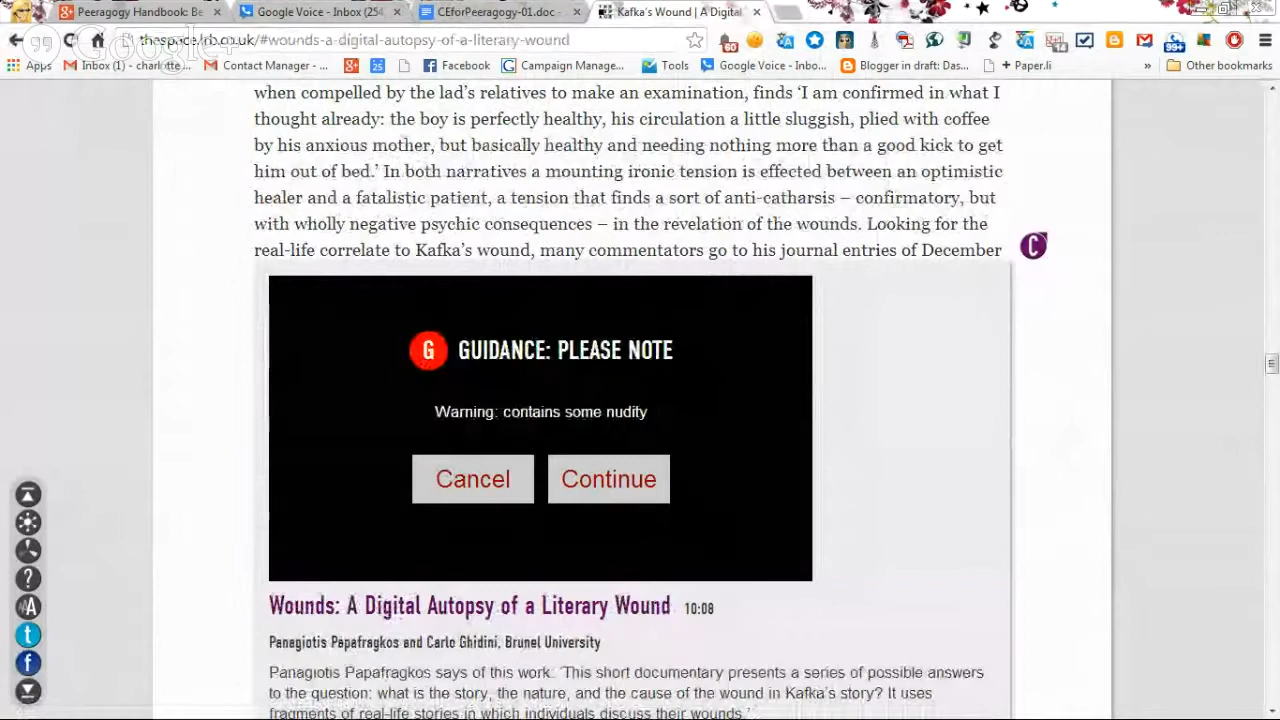 Peeragogy Handbook: Be
Google Voice - Inbox (254
CEforPeeragogy-01.doc -
Kafka's Wound | A Digital
thespace.lrb.co.uk/#wounds-a-digital-autopsy-of-a-literary-wound
Google+
60
12
99+
Apps
Inbox (1) - charlotte...
Contact Manager - ...
25
Facebook
Campaign Manage...
Tools
Google Voice - Inbo...
Blogger in draft: Das...
+ Paper.li
»
Other bookmarks
when compelled by the lad's relatives to make an examination, finds 'I am confirmed in what I
thought already: the boy is perfectly healthy, his circulation a little sluggish, plied with coffee
by his anxious mother, but basically healthy and needing nothing more than a good kick to get
him out of bed.' In both narratives a mounting ironic tension is effected between an optimistic
healer and a fatalistic patient, a tension that finds a sort of anti-catharsis – confirmatory, but
with wholly negative psychic consequences – in the revelation of the wounds. Looking for the
real-life correlate to Kafka's wound, many commentators go to his journal entries of December
C
G GUIDANCE: PLEASE NOTE
Warning: contains some nudity
Cancel Continue
?
AA
t
f
Wounds: A Digital Autopsy of a Literary Wound 10:08
Panagiotis Papafragkos and Carlo Ghidini, Brunel University
Panagiotis Papafragkos says of this work: 'This short documentary presents a series of possible answers
to the question: what is the story, the nature, and the cause of the wound in Kafka's story? It uses
fragments of real-life stories in which individuals discuss their wounds.'